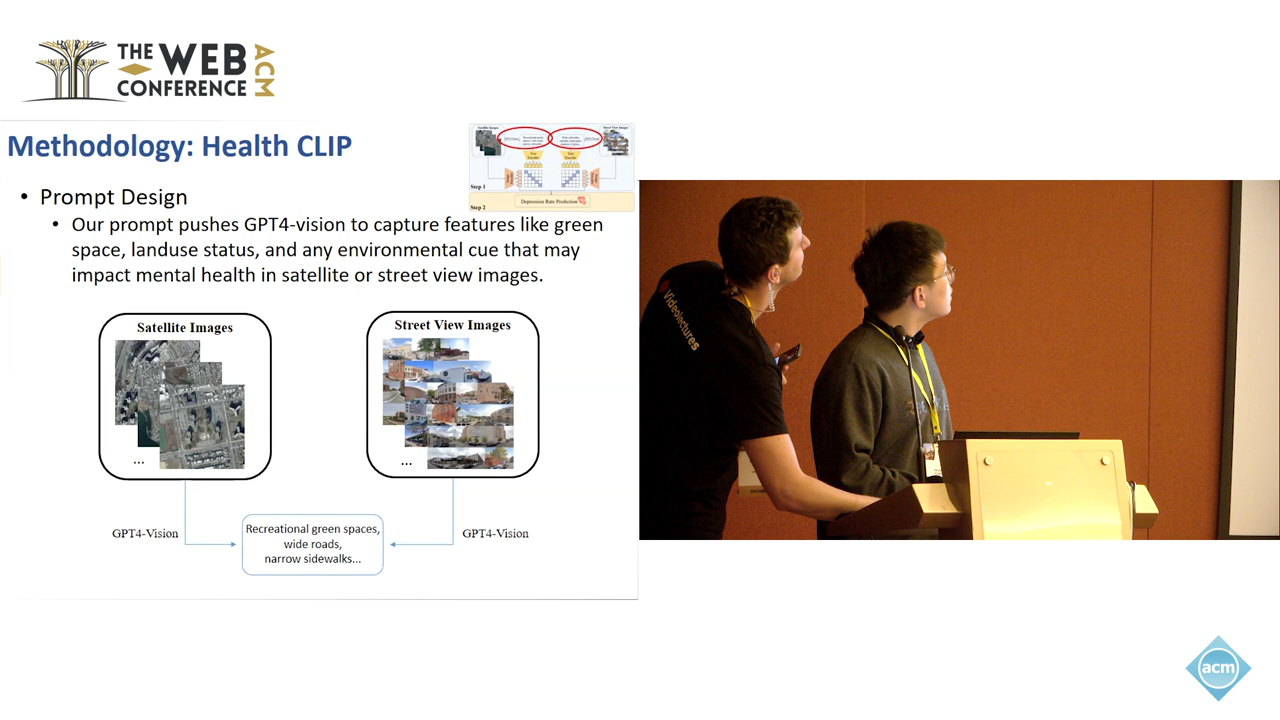 THE WEB
CONFERENCE
ACM
Methodology: Health CLIP
Step 1
Step 2
Depression Rate Prediction
• Prompt Design
• Our prompt pushes GPT4-vision to capture features like green
space, landuse status, and any environmental cue that may
impact mental health in satellite or street view images.
Satellite Images
...
Street View Images
...
GPT4-Vision
Recreational green spaces,
wide roads,
narrow sidewalks...
GPT4-Vision
Videolectures
acm